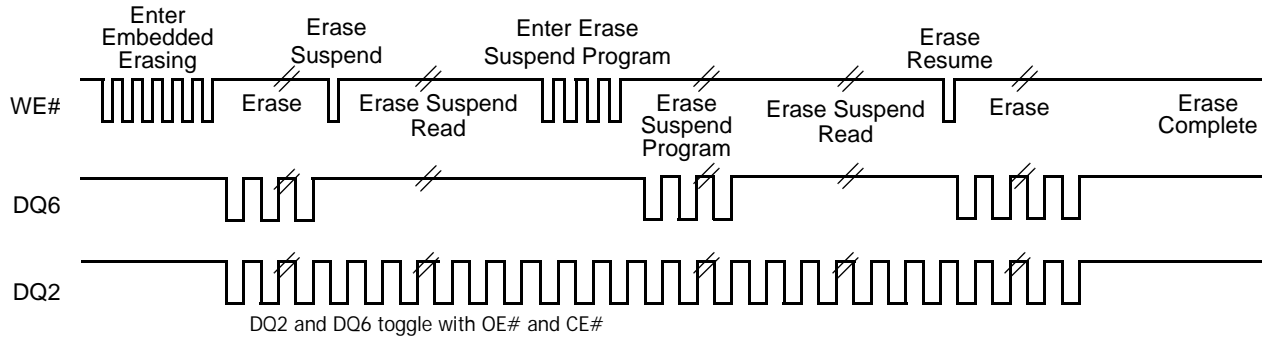 Enter
Embedded
Erasing
Erase
Suspend
Enter Erase
Suspend Program
Erase
Resume
WE#
Erase
Erase Suspend
Read
Erase
Suspend
Program
Erase Suspend
Read
Erase
Erase
Complete
DQ6
DQ2
DQ2 and DQ6 toggle with OE# and CE#